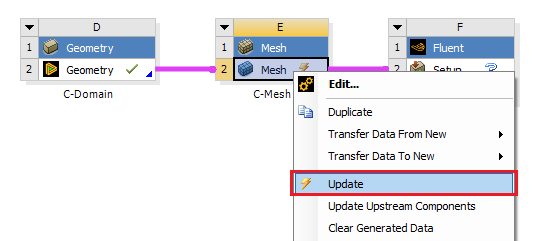 D
E
F
1 Geometry
1 Mesh
1 Fluent
2 Geometry
2 Mesh
2 Setup
C-Domain
C-Mesh
Edit...
Duplicate
Transfer Data From New
Transfer Data To New
Update
Update Upstream Components
Clear Generated Data